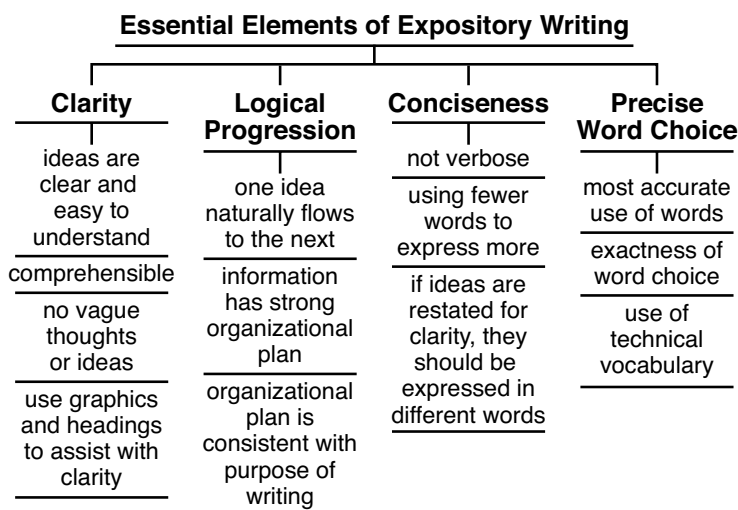 Essential Elements of Expository Writing
Clarity
ideas are
clear and
easy to
understand
comprehensible
no vague
thoughts
or ideas
use graphics
and headings
to assist with
clarity
Logical
Progression
one idea
naturally flows
to the next
information
has strong
organizational
plan
organizational
plan is
consistent with
purpose of
writing
Conciseness
not verbose
using fewer
words to
express more
if ideas are
restated for
clarity, they
should be
expressed in
different words
Precise
Word Choice
most accurate
use of words
exactness of
word choice
use of
technical
vocabulary